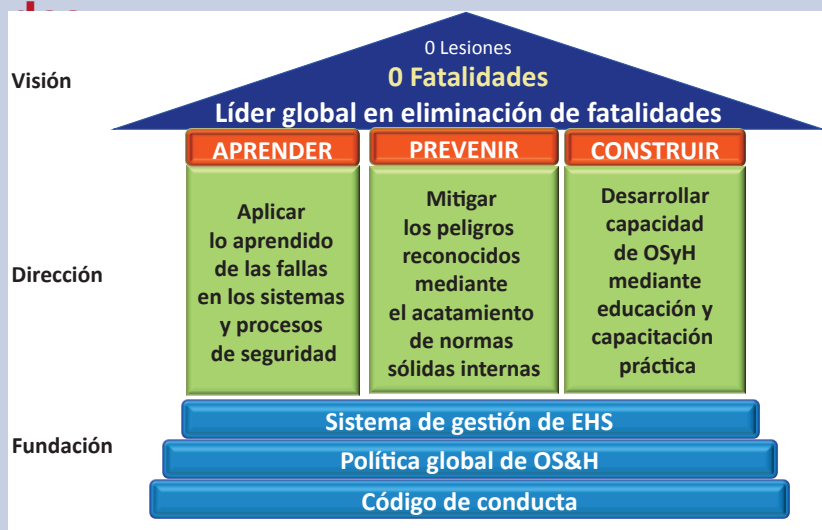 0 Lesiones
Visión
0 Fatalidades
Líder global en eliminación de fatalidades
APRENDER
PREVENIR
CONSTRUIR
Dirección
Aplicar
lo aprendido
de las fallas
en los sistemas
y procesos
de seguridad
Mitigar
los peligros
reconocidos
mediante
el acatamiento
de normas
sólidas internas
Desarrollar
capacidad
de OSyH
mediante
educación y
capacitación
práctica
Fundación
Sistema de gestión de EHS
Política global de OS&H
Código de conducta